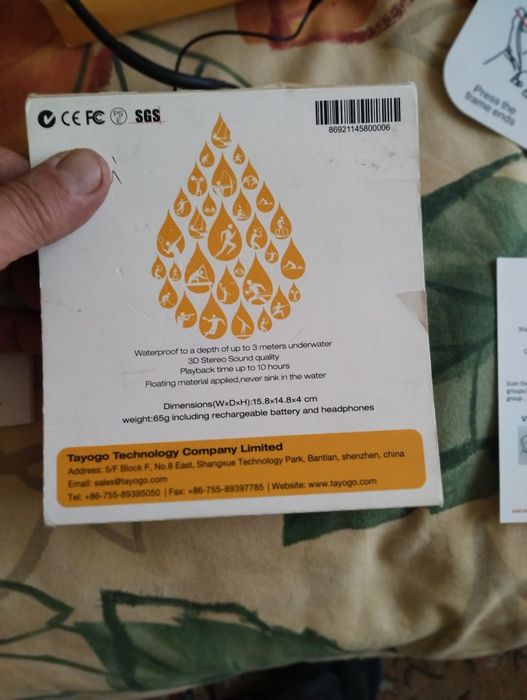 CE FC PS E SGS
86921145800006
Press the
frame ends
Waterproof to a depth of up to 3 meters underwater
3D Stereo Sound quality
Playback time up to 10 hours
Floating material applied,never sink in the water
Dimensions(W×D×H):15.8×14.8×4 cm
weight:65g including rechargeable battery and headphones
Tayogo Technology Company Limited
Address: 5/F Block F, No.8 East, Shangxue Technology Park, Bantian, shenzhen, china
Email: sales@tayogo.com
Tel: +86-755-89395050 | Fax: +86-755-89397785 | Website: www.tayogo.com
Scan the
group